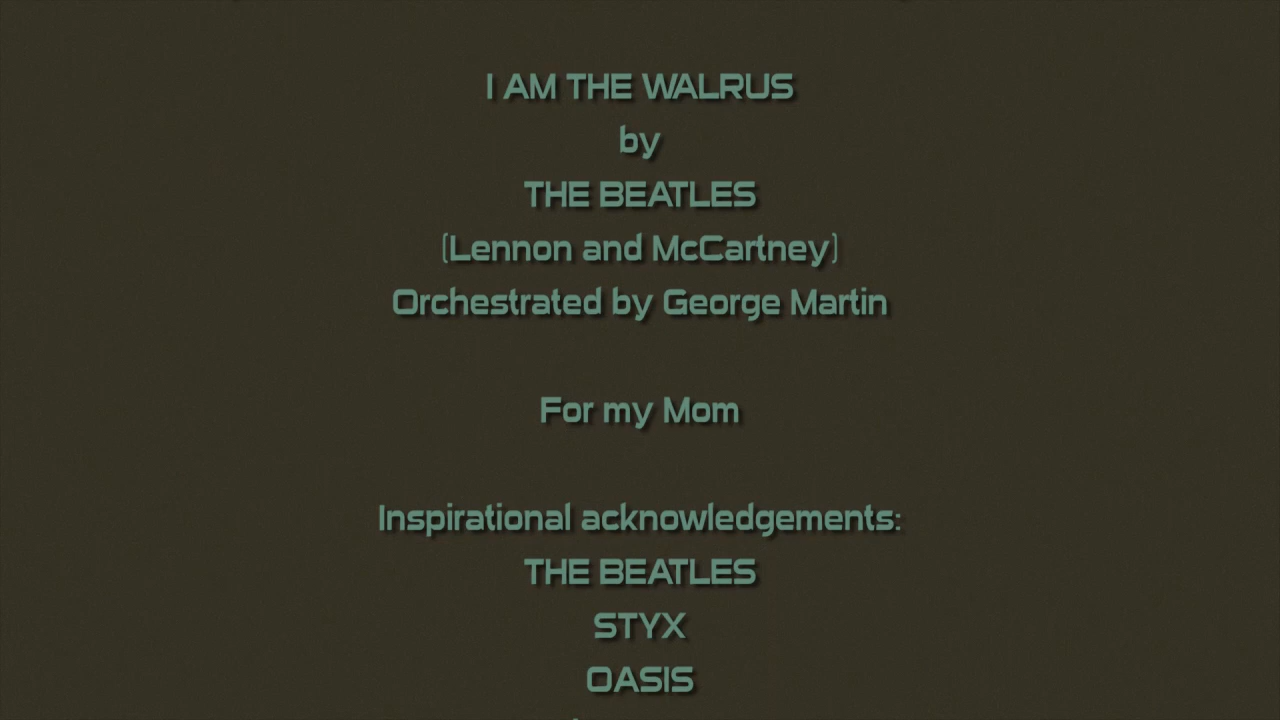 I AM THE WALRUS
by
THE BEATLES
(Lennon and McCartney)
Orchestrated by George Martin
For my Mom
Inspirational acknowledgements:
THE BEATLES
STYX
OASIS